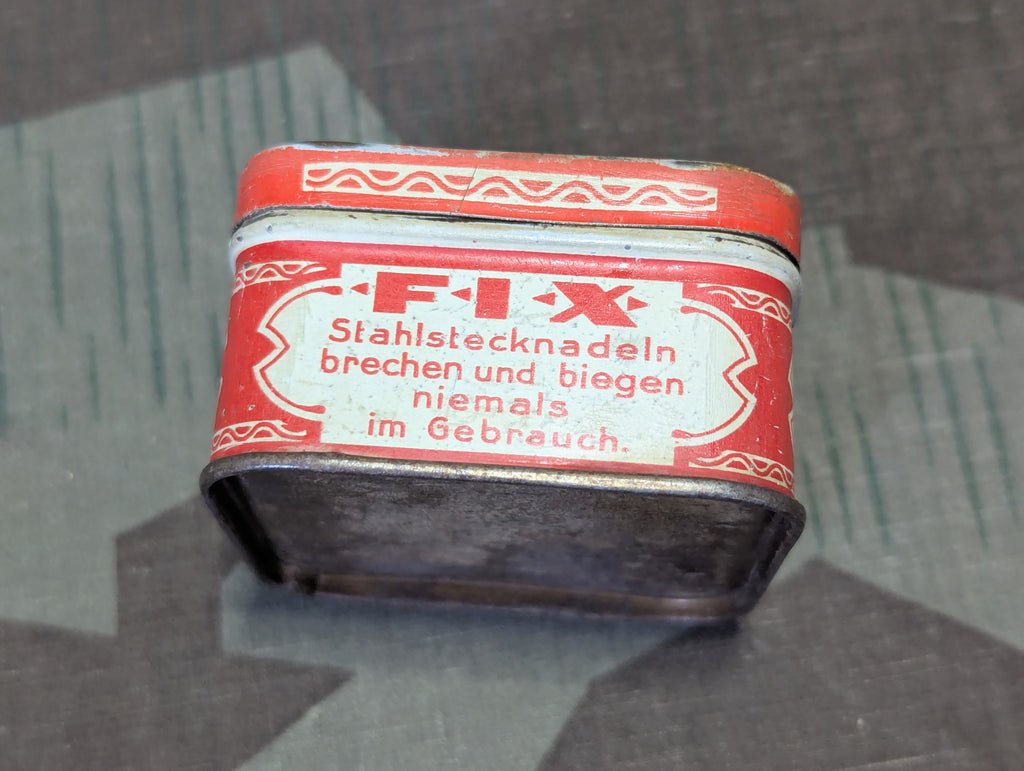 FIX
Stahlstecknadeln
brechen und biegen
niemals
im Gebrauch.